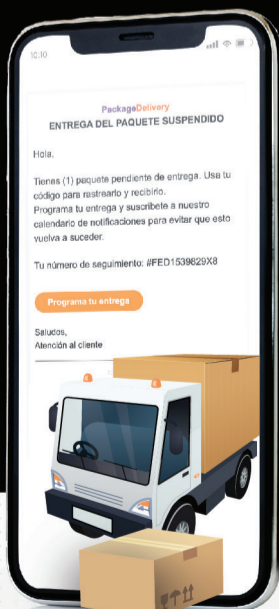 10:10
PackageDelivery
ENTREGA DEL PAQUETE SUSPENDIDO
Hola,
Tienes (1) paquete pendiente de entrega. Usa tu
código para rastrearlo y recibirlo.
Programa tu entrega y suscríbete a nuestro
calendario de notificaciones para evitar que esto
vuelva a suceder.
Tu número de seguimiento: #FED1539829X8
Programa tu entrega
Saludos,
Atención al cliente